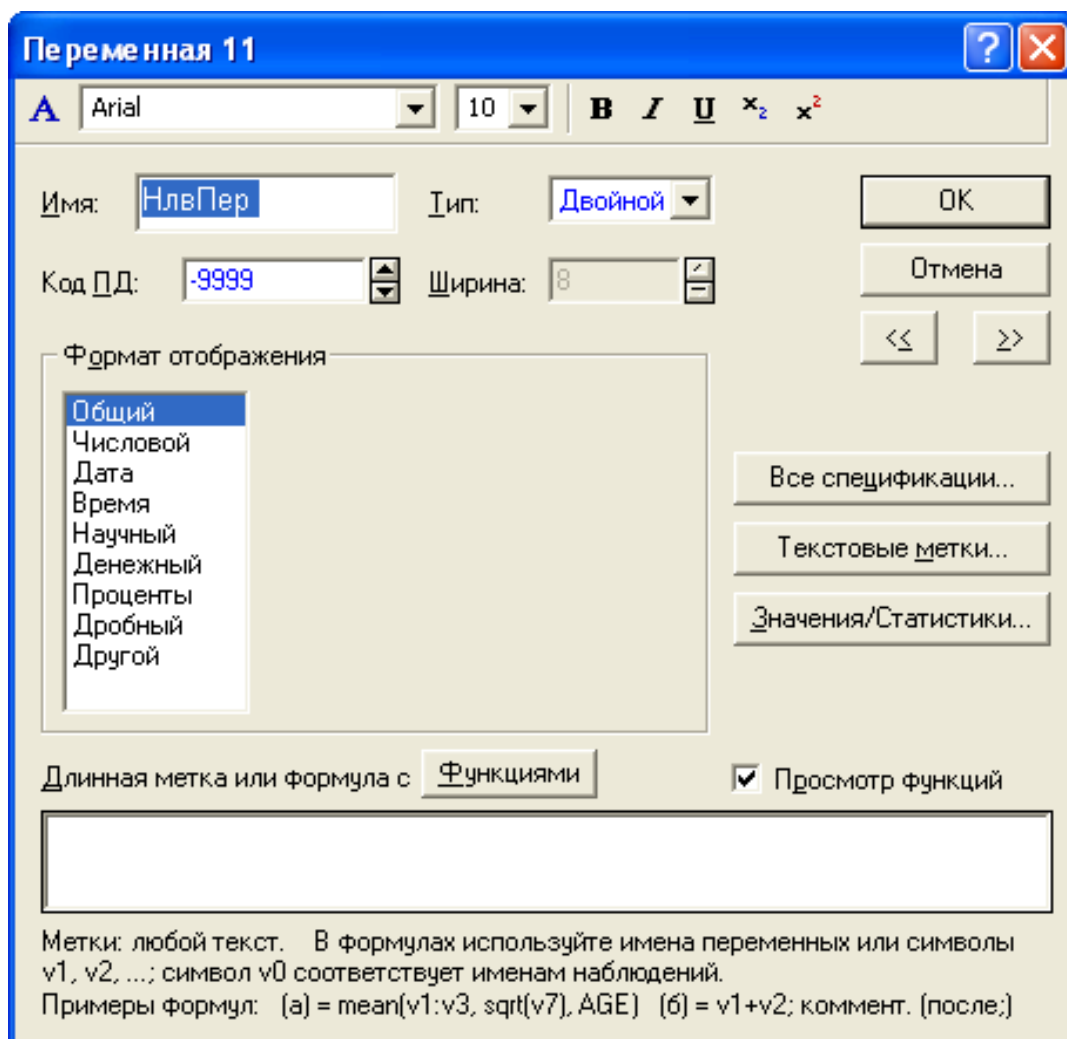 Переменная 11
A Arial 10 B I U x2 x2
Имя: НлвПер Тип: Двойной OK
Код ПД: -9999 Ширина: 8 Отмена
<< >>
Формат отображения
Общий
Числовой
Дата
Время
Научный
Денежный
Проценты
Дробный
Другой
Все спецификации...
Текстовые метки...
Значения/Статистики...
Длинная метка или формула с Функциями Просмотр функций
Метки: любой текст. В формулах используйте имена переменных или символы
v1, v2, ...; символ v0 соответствует именам наблюдений.
Примеры формул: (а) = mean(v1:v3, sqrt(v7), AGE) (б) = v1+v2; коммент. (после;)